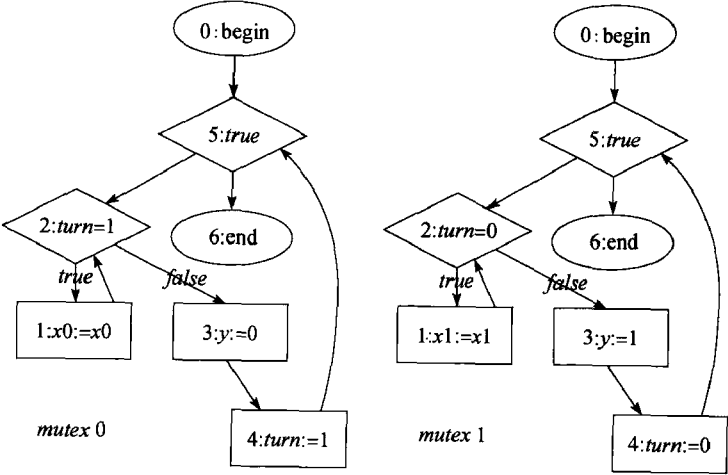 0:begin
5:true
2:turn=1
6:end
true
false
1:x0:=x0
3:y:=0
mutex 0
4:turn:=1
0:begin
5:true
2:turn=0
6:end
true
false
1:x1:=x1
3:y:=1
mutex 1
4:turn:=0